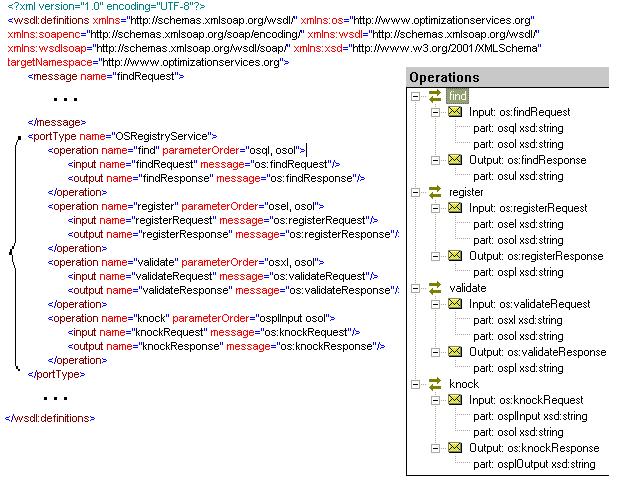 <?xml version="1.0" encoding="UTF-8"?>
<wsdl:definitions xmlns="http://schemas.xmlsoap.org/wsdl/" xmlns:os="http://www.optimizationservices.org"
xmlns:soapenc="http://schemas.xmlsoap.org/soap/encoding/" xmlns:wsdl="http://schemas.xmlsoap.org/wsdl/"
xmlns:wsdlsoap="http://schemas.xmlsoap.org/wsdl/soap/" xmlns:xsd="http://www.w3.org/2001/XMLSchema"
targetNamespace="http://www.optimizationservices.org">
<message name="findRequest">
...
</message>
<portType name="OSRegistryService">
<operation name="find" parameterOrder="osql, osol">
<input name="findRequest" message="os:findRequest"/>
<output name="findResponse" message="os:findResponse"/>
</operation>
<operation name="register" parameterOrder="osel, osol">
<input name="registerRequest" message="os:registerRequest"/>
<output name="registerResponse" message="os:registerResponse"/>
</operation>
<operation name="validate" parameterOrder="osxl, osol">
<input name="validateRequest" message="os:validateRequest"/>
<output name="validateResponse" message="os:validateResponse"/>
</operation>
<operation name="knock" parameterOrder="osplInput osol">
<input name="knockRequest" message="os:knockRequest"/>
<output name="knockResponse" message="os:knockResponse"/>
</operation>
</portType>
...
</wsdl:definitions>
Operations
find
Input: os:findRequest
part: osql xsd:string
part: osol xsd:string
Output: os:findResponse
part: osul xsd:string
register
Input: os:registerRequest
part: osel xsd:string
part: osol xsd:string
Output: os:registerResponse
part: ospl xsd:string
validate
Input: os:validateRequest
part: osxl xsd:string
part: osol xsd:string
Output: os:validateResponse
part: ospl xsd:string
knock
Input: os:knockRequest
part: osplInput xsd:string
part: osol xsd:string
Output: os:knockResponse
part: osplOutput xsd:string